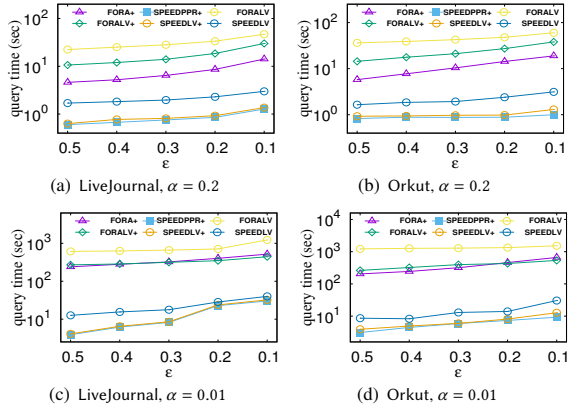 FORA+ SPEEDPPR+ FORALV
FORALV+ SPEEDLV+ SPEEDLV
query time (sec)
10²
10¹
10⁰
0.5 0.4 0.3 0.2 0.1
ε
(a) LiveJournal, α = 0.2
FORA+ SPEEDPPR+ FORALV
FORALV+ SPEEDLV+ SPEEDLV
query time (sec)
10²
10¹
10⁰
0.5 0.4 0.3 0.2 0.1
ε
(b) Orkut, α = 0.2
FORA+ SPEEDPPR+ FORALV
FORALV+ SPEEDLV+ SPEEDLV
query time (sec)
10³
10²
10¹
0.5 0.4 0.3 0.2 0.1
ε
(c) LiveJournal, α = 0.01
FORA+ SPEEDPPR+ FORALV
FORALV+ SPEEDLV+ SPEEDLV
query time (sec)
10⁴
10³
10²
10¹
0.5 0.4 0.3 0.2 0.1
ε
(d) Orkut, α = 0.01